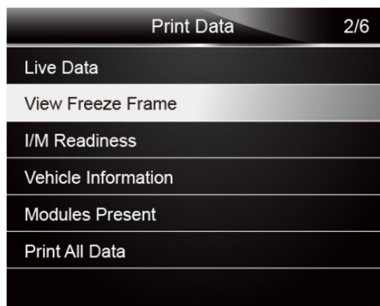 Print Data 2/6
Live Data
View Freeze Frame
I/M Readiness
Vehicle Information
Modules Present
Print All Data